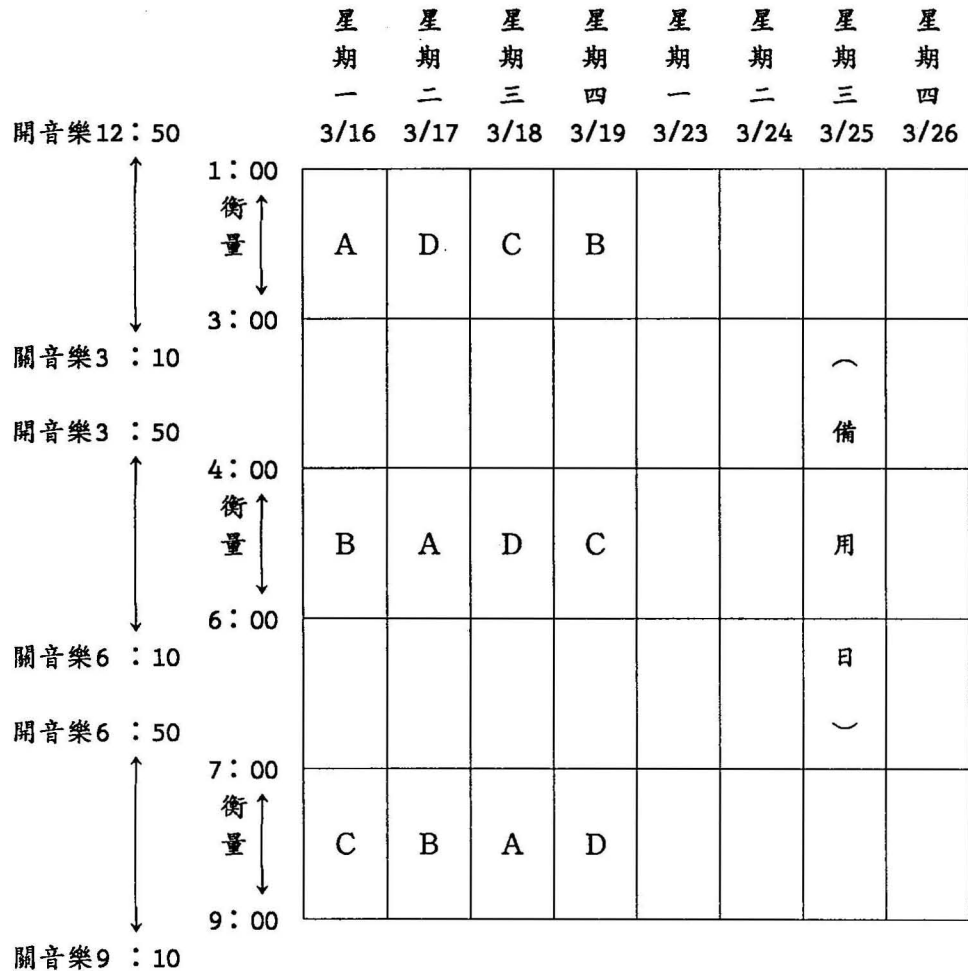 星期一 星期二 星期三 星期四 星期一 星期二 星期三 星期四
開音樂12：50 3/16 3/17 3/18 3/19 3/23 3/24 3/25 3/26
1：00
衡量 A D C B
3：00
關音樂3 ：10
開音樂3 ：50
4：00
衡量 B A D C （備用日）
6：00
關音樂6 ：10
開音樂6 ：50
7：00
衡量 C B A D
9：00
關音樂9 ：10